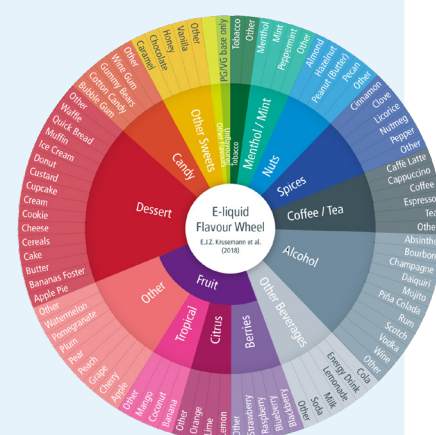 E-liquid
Flavour Wheel
E.J.Z. Krusemann et al.
(2018)
Tobacco
Tobacco
Other
Menthol / Mint
Menthol
Mint
Peppermint
Other
Nuts
Almond
Hazelnut
Peanut (Butter)
Pecan
Other
Spices
Cinnamon
Clove
Licorice
Nutmeg
Pepper
Other
Coffee / Tea
Caffè Latte
Cappuccino
Coffee
Espresso
Tea
Other
Alcohol
Absinthe
Bourbon
Champagne
Daiquiri
Mojito
Piña Colada
Rum
Scotch
Vodka
Wine
Other
Other Beverages
Cola
Energy Drink
Lemonade
Milk
Soda
Other
Fruit
Berries
Blackberry
Blueberry
Raspberry
Strawberry
Other
Citrus
Lemon
Lime
Orange
Other
Tropical
Banana
Coconut
Mango
Other
Other
Apple
Cherry
Grape
Peach
Pear
Plum
Pomegranate
Watermelon
Other
Dessert
Apple Pie
Bananas Foster
Butter
Cake
Cereals
Cheese
Cookie
Cream
Cupcake
Custard
Donut
Ice Cream
Muffin
Quick Bread
Waffle
Other
Candy
Bubble Gum
Cotton Candy
Gummy Bears
Wine Gum
Other
Other Sweets
Caramel
Chocolate
Honey
Vanilla
Other
Other Flavors
Unflavored
PG/VG base only